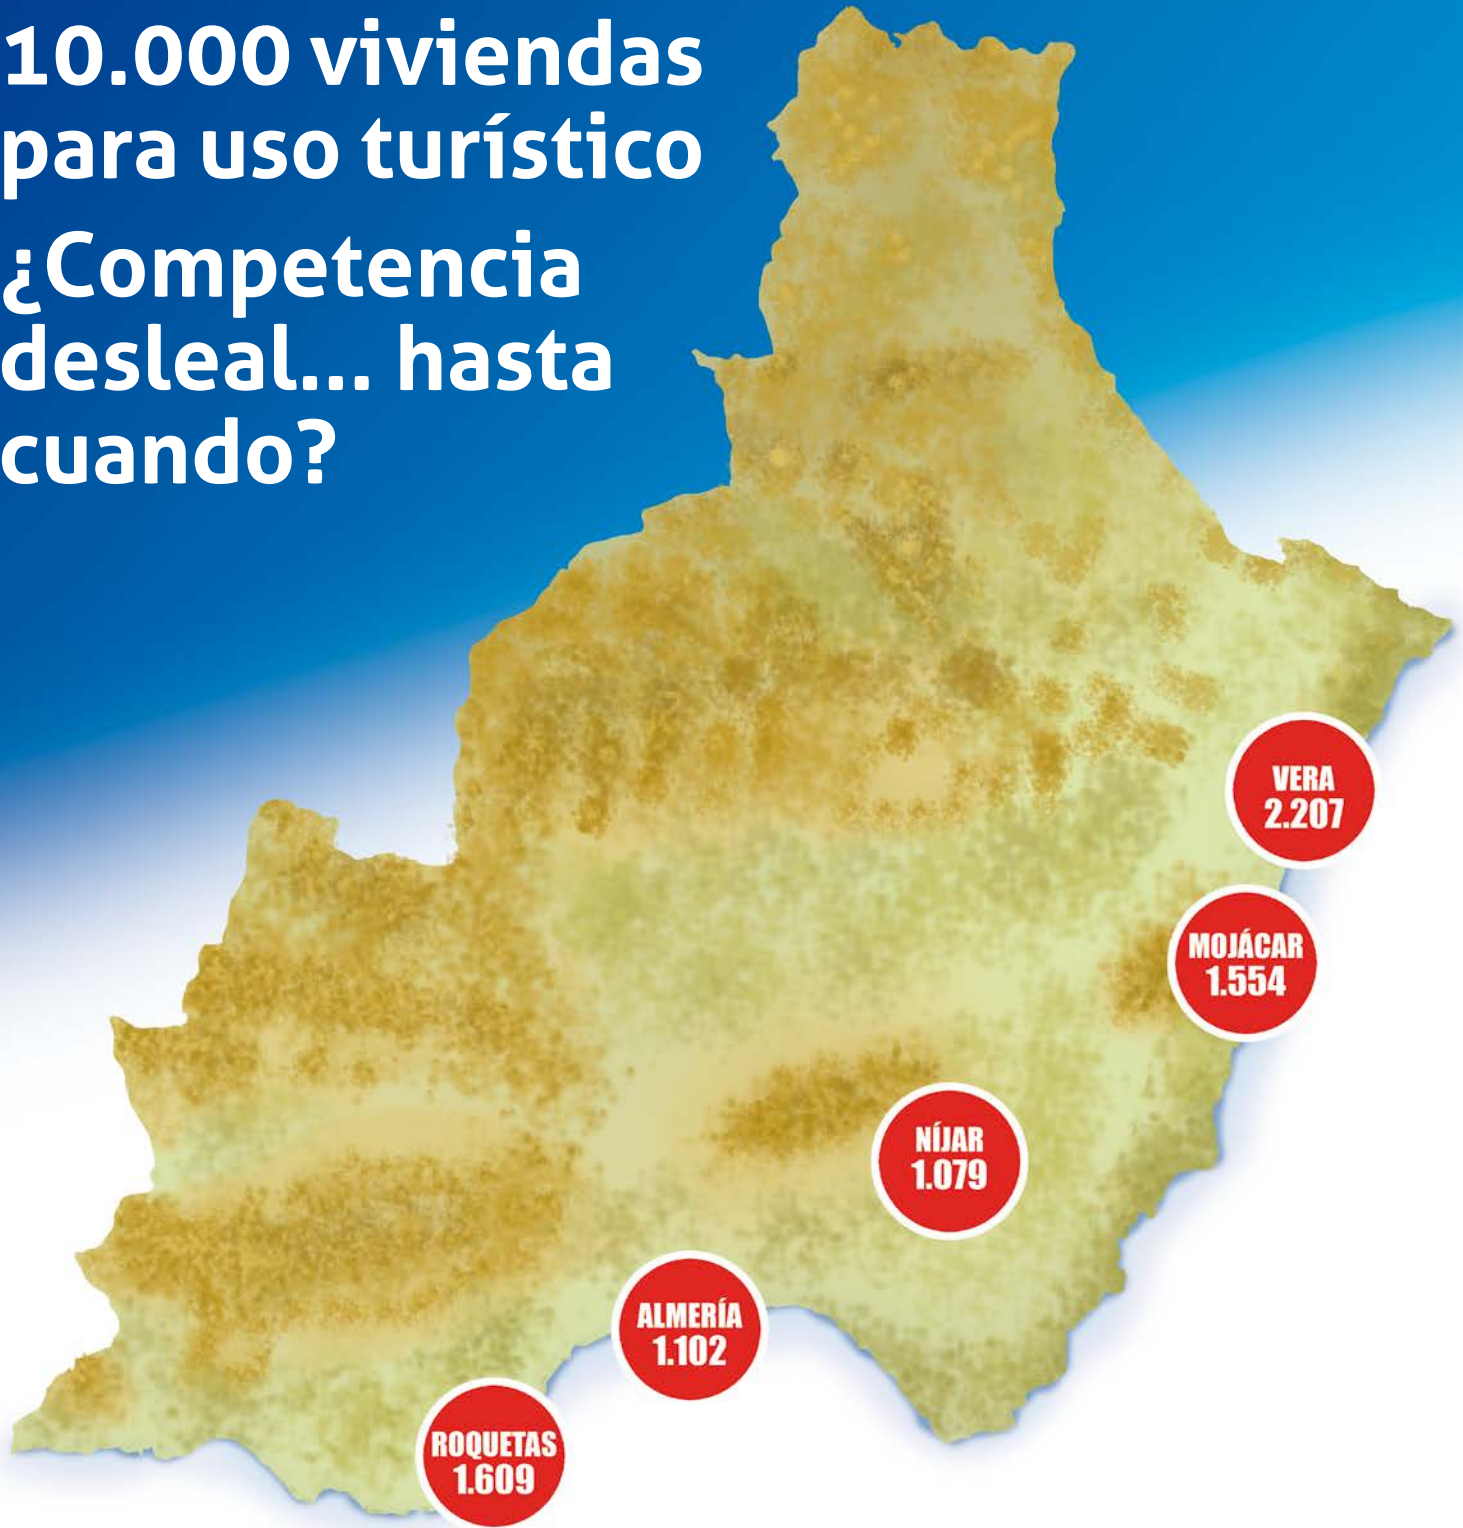 10.000 viviendas
para uso turístico
¿Competencia
desleal... hasta
cuando?
VERA
2.207
MOJÁCAR
1.554
NÍJAR
1.079
ALMERÍA
1.102
ROQUETAS
1.609